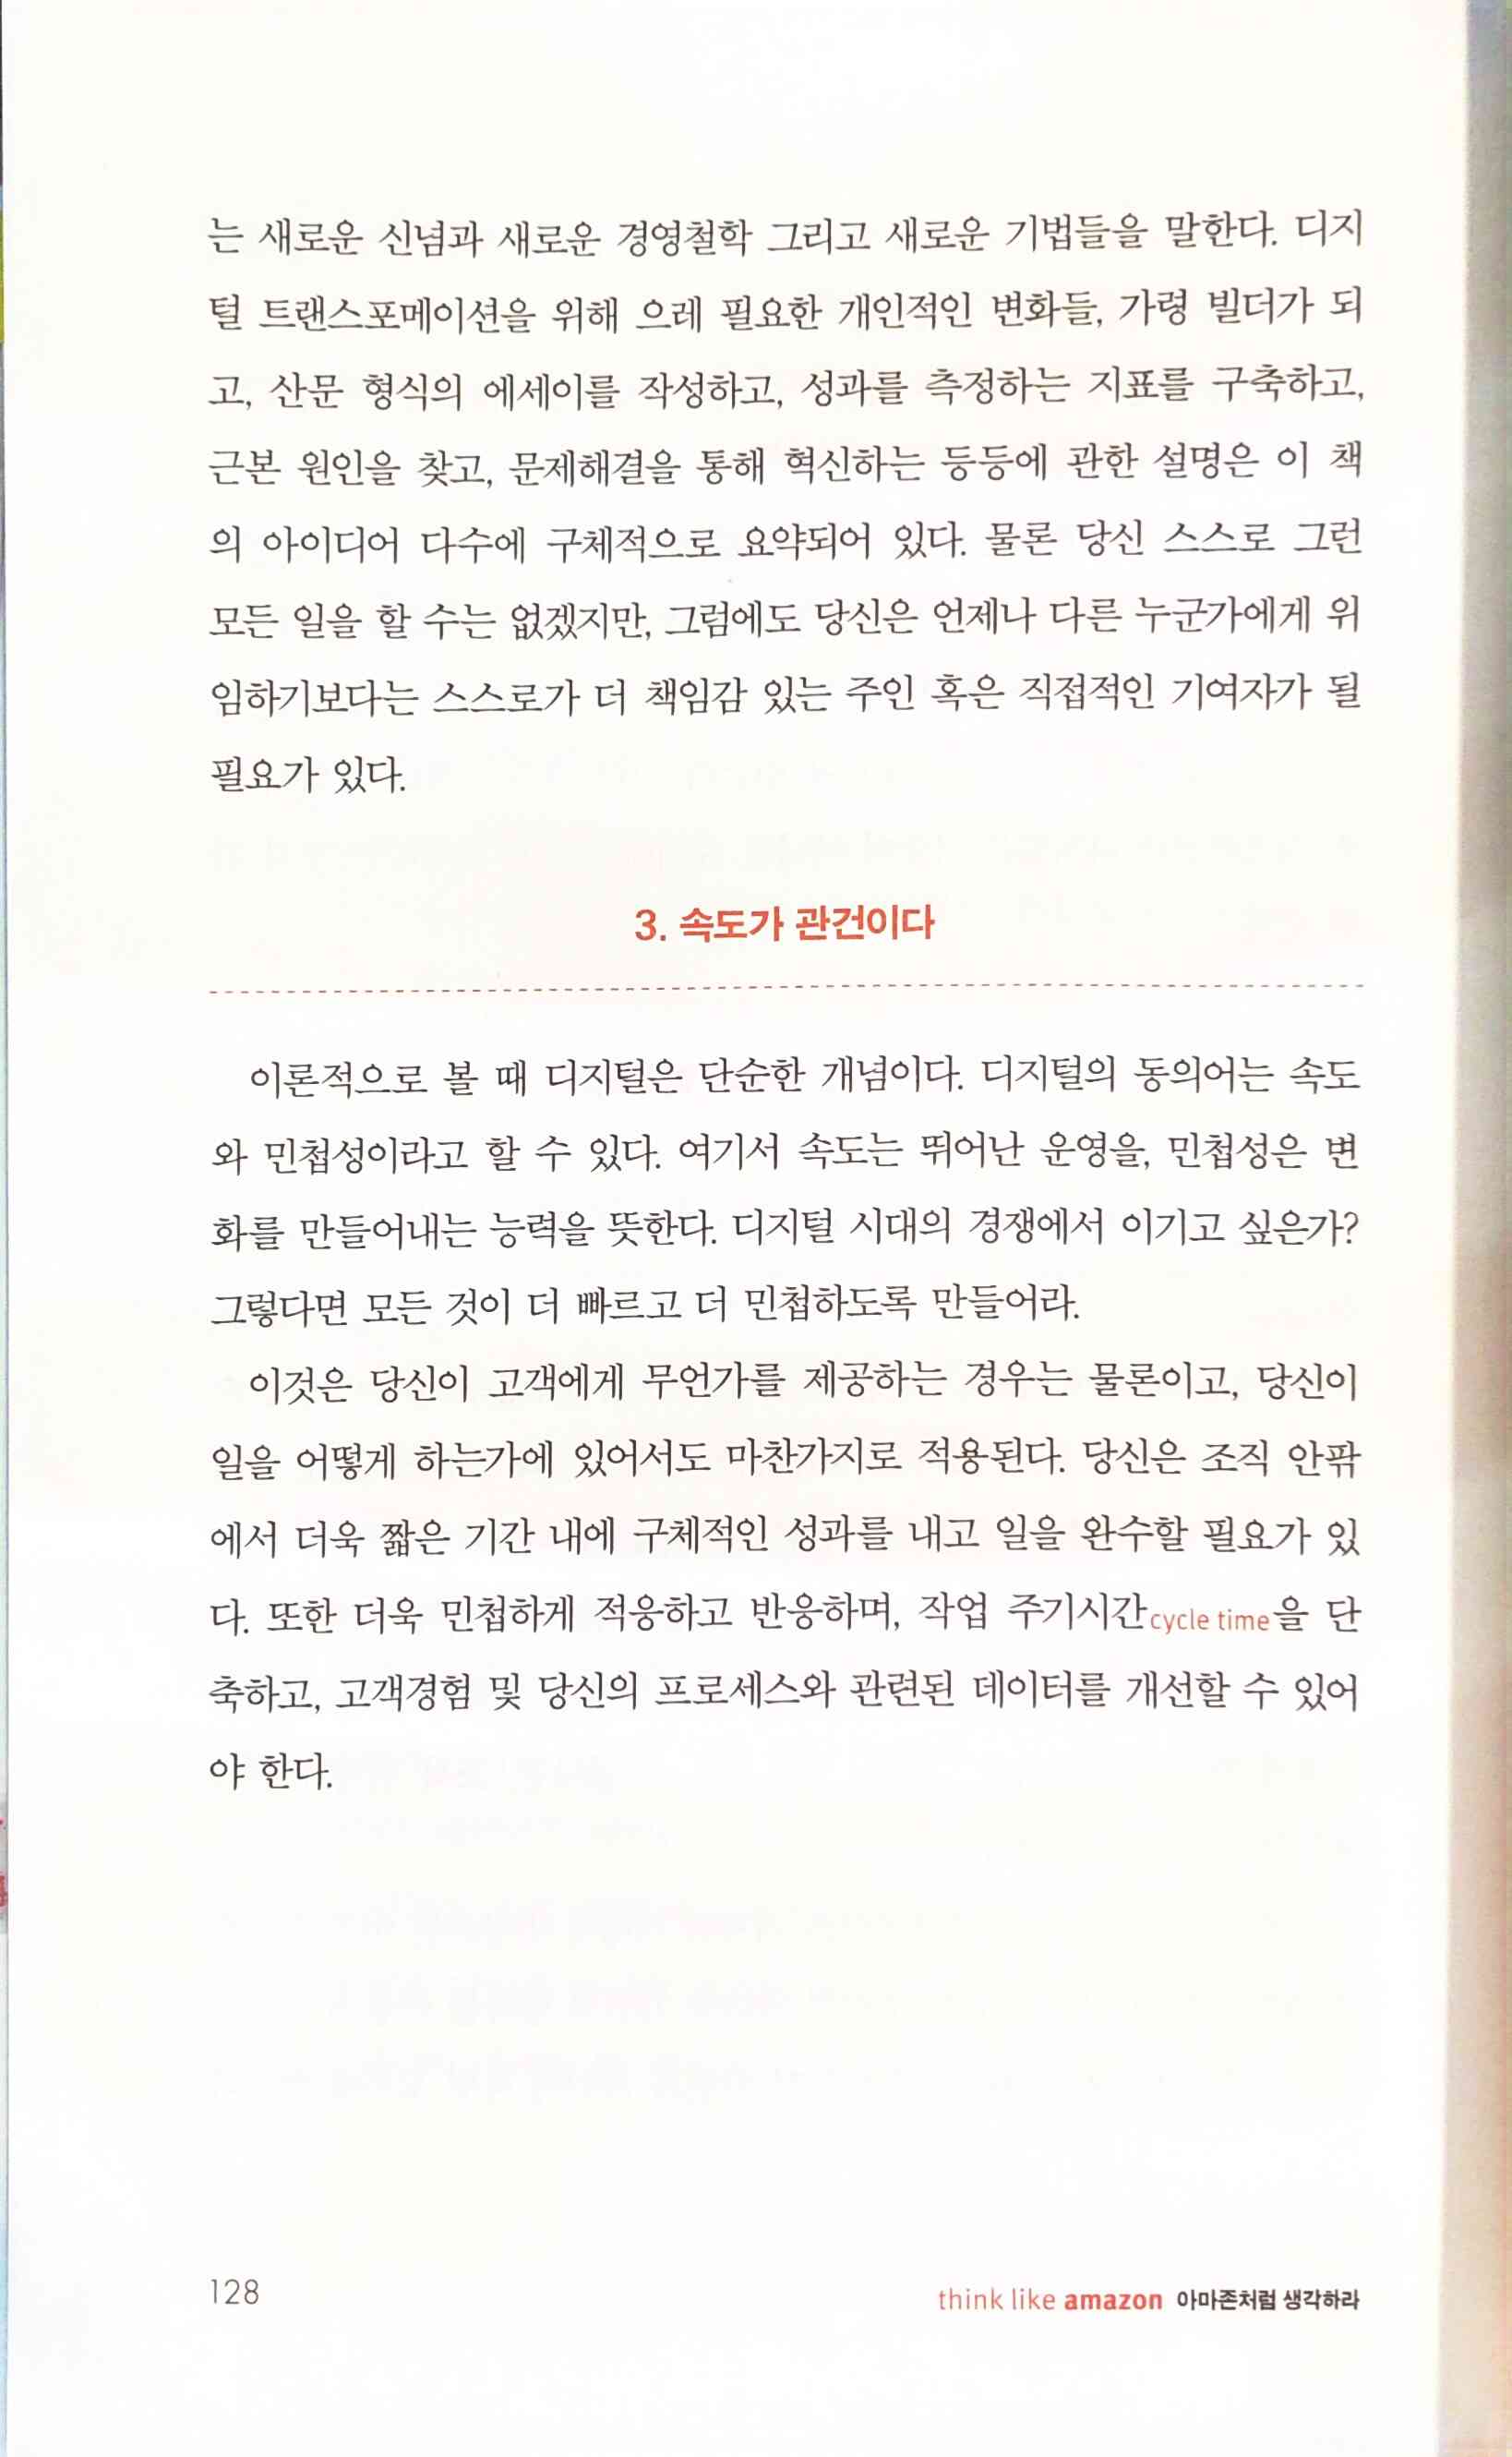 는 새로운 신념과 새로운 경영철학 그리고 새로운 기법들을 말한다. 디지
털 트랜스포메이션을 위해 으레 필요한 개인적인 변화들, 가령 빌더가 되
고, 산문 형식의 에세이를 작성하고, 성과를 측정하는 지표를 구축하고,
근본 원인을 찾고, 문제해결을 통해 혁신하는 등등에 관한 설명은 이 책
의 아이디어 다수에 구체적으로 요약되어 있다. 물론 당신 스스로 그런
모든 일을 할 수는 없겠지만, 그럼에도 당신은 언제나 다른 누군가에게 위
임하기보다는 스스로가 더 책임감 있는 주인 혹은 직접적인 기여자가 될
필요가 있다.
3. 속도가 관건이다
이론적으로 볼 때 디지털은 단순한 개념이다. 디지털의 동의어는 속도
와 민첩성이라고 할 수 있다. 여기서 속도는 뛰어난 운영을, 민첩성은 변
화를 만들어내는 능력을 뜻한다. 디지털 시대의 경쟁에서 이기고 싶은가?
그렇다면 모든 것이 더 빠르고 더 민첩하도록 만들어라.
이것은 당신이 고객에게 무언가를 제공하는 경우는 물론이고, 당신이
일을 어떻게 하는가에 있어서도 마찬가지로 적용된다. 당신은 조직 안팎
에서 더욱 짧은 기간 내에 구체적인 성과를 내고 일을 완수할 필요가 있
다. 또한 더욱 민첩하게 적응하고 반응하며, 작업 주기시간cycle time을 단
축하고, 고객경험 및 당신의 프로세스와 관련된 데이터를 개선할 수 있어
야 한다.
128
think like amazon 아마존처럼 생각하라